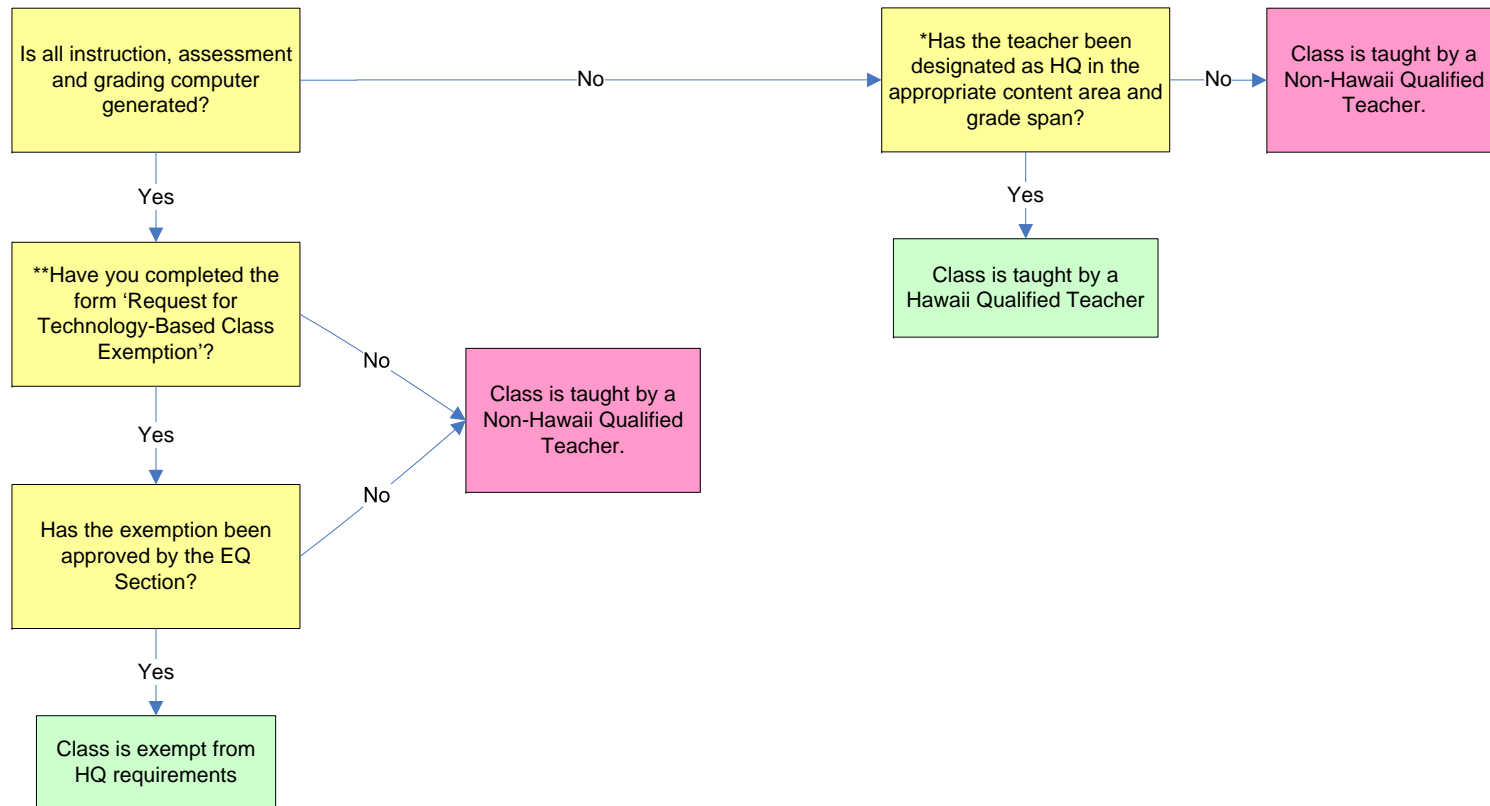 Is all instruction, assessment
and grading computer
generated?
No
*Has the teacher been
designated as HQ in the
appropriate content area and
grade span?
No
Class is taught by a
Non-Hawaii Qualified
Teacher.
Yes
Yes
**Have you completed the
form ‘Request for
Technology-Based Class
Exemption’?
Class is taught by a
Hawaii Qualified Teacher
No
Class is taught by a
Non-Hawaii Qualified
Teacher.
Yes
No
Has the exemption been
approved by the EQ
Section?
Yes
Class is exempt from
HQ requirements